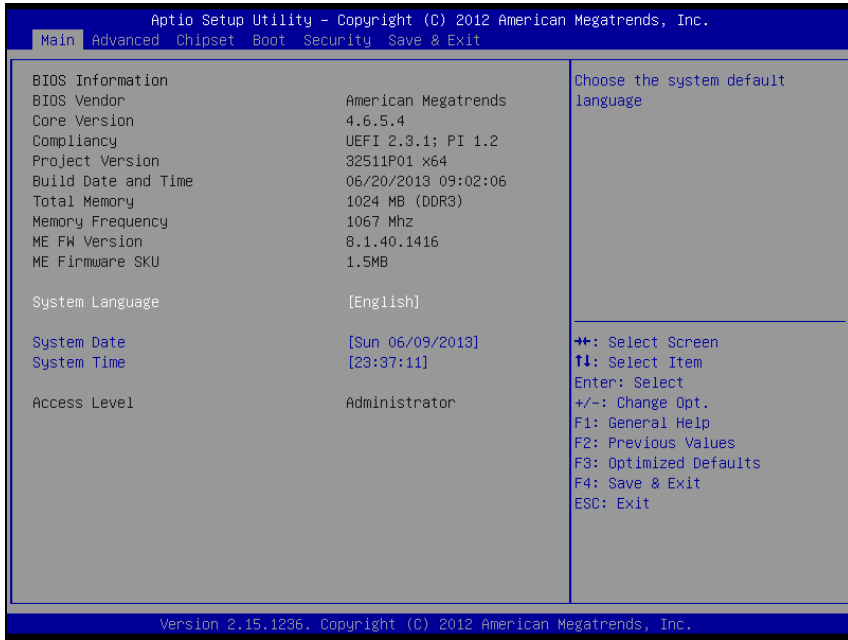 Aptio Setup Utility – Copyright (C) 2012 American Megatrends, Inc.
Main Advanced Chipset Boot Security Save & Exit
BIOS Information
BIOS Vendor American Megatrends
Core Version 4.6.5.4
Compliancy UEFI 2.3.1; PI 1.2
Project Version 32511P01 x64
Build Date and Time 06/20/2013 09:02:06
Total Memory 1024 MB (DDR3)
Memory Frequency 1067 Mhz
ME FW Version 8.1.40.1416
ME Firmware SKU 1.5MB
System Language [English]
System Date [Sun 06/09/2013]
System Time [23:37:11]
Access Level Administrator
Choose the system default
language
→←: Select Screen
↑↓: Select Item
Enter: Select
+/-: Change Opt.
F1: General Help
F2: Previous Values
F3: Optimized Defaults
F4: Save & Exit
ESC: Exit
Version 2.15.1236. Copyright (C) 2012 American Megatrends, Inc.